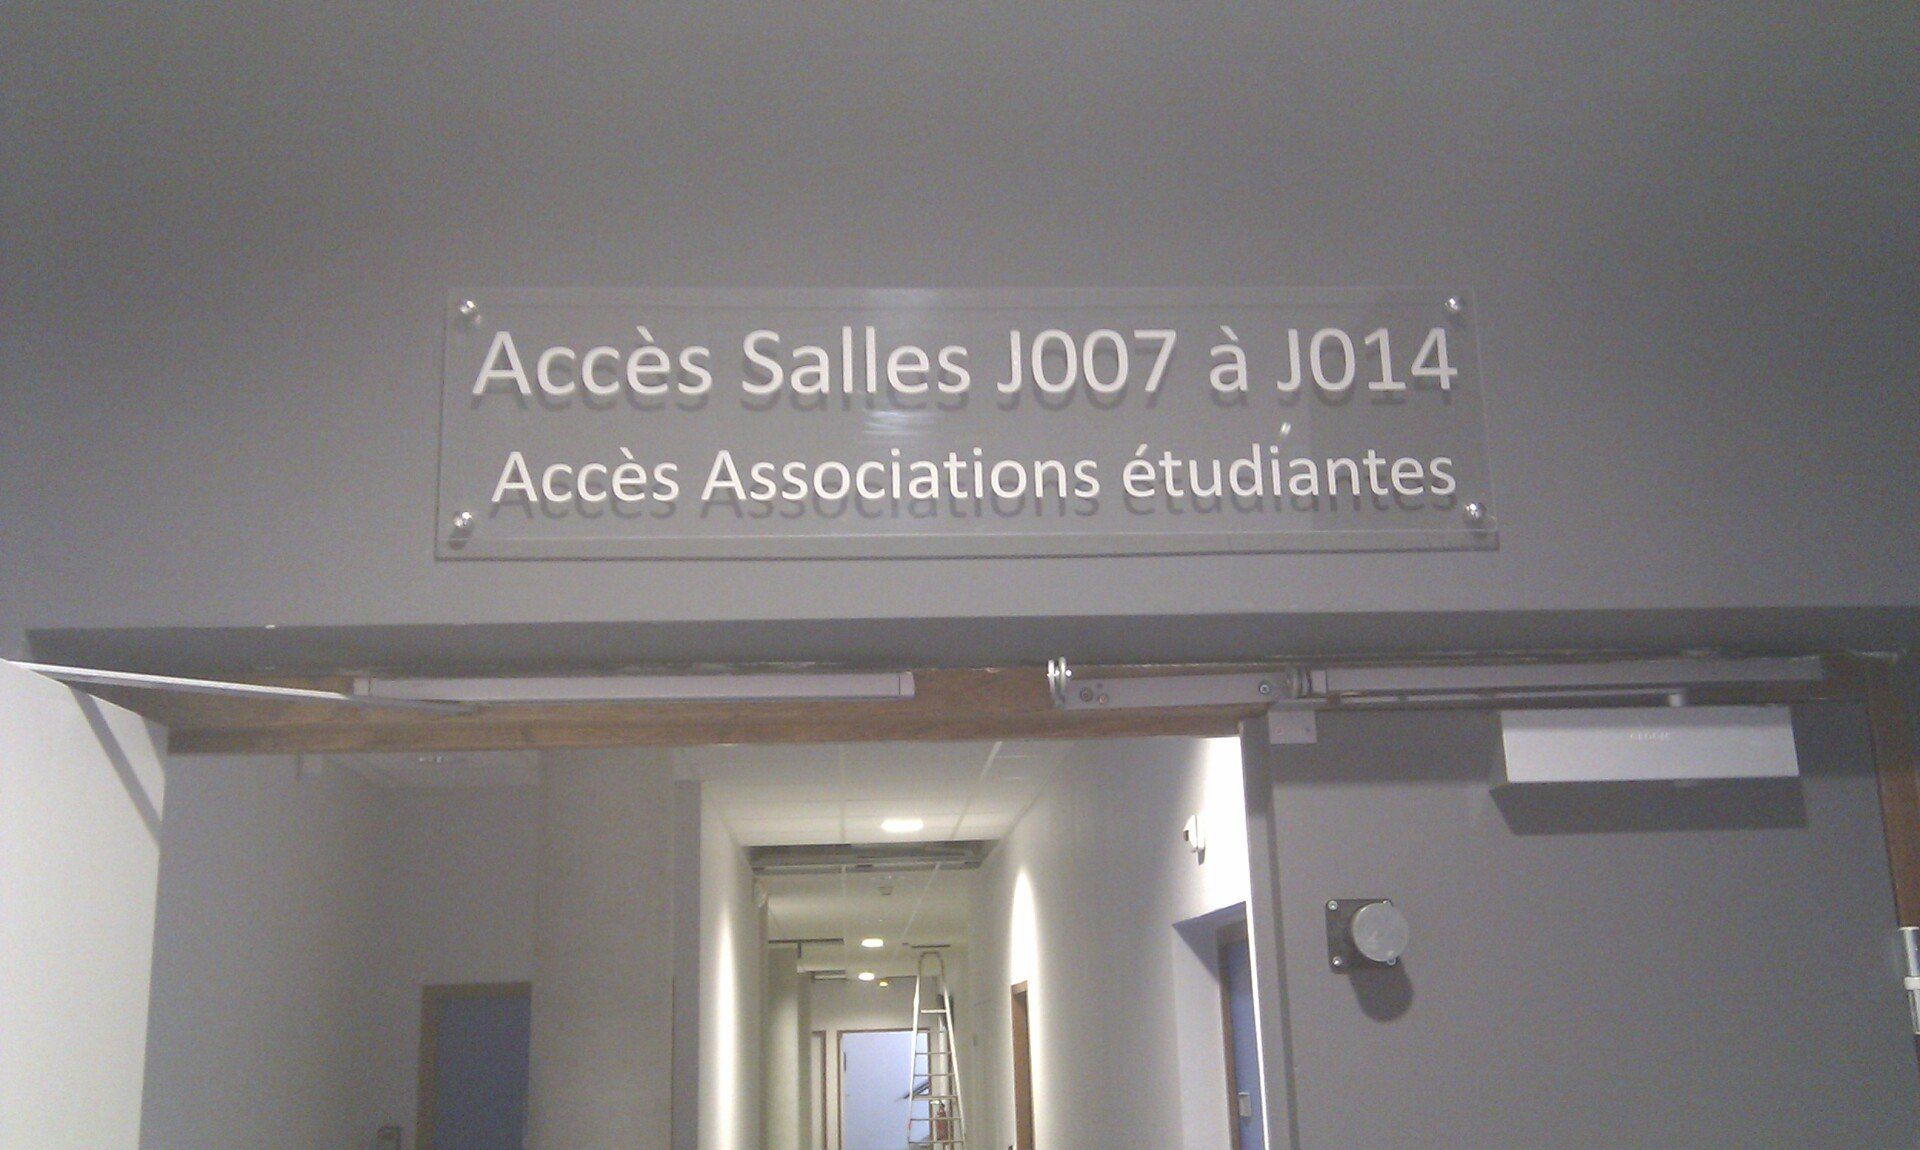 Accès Salles J007 à J014
Accès Associations étudiantes